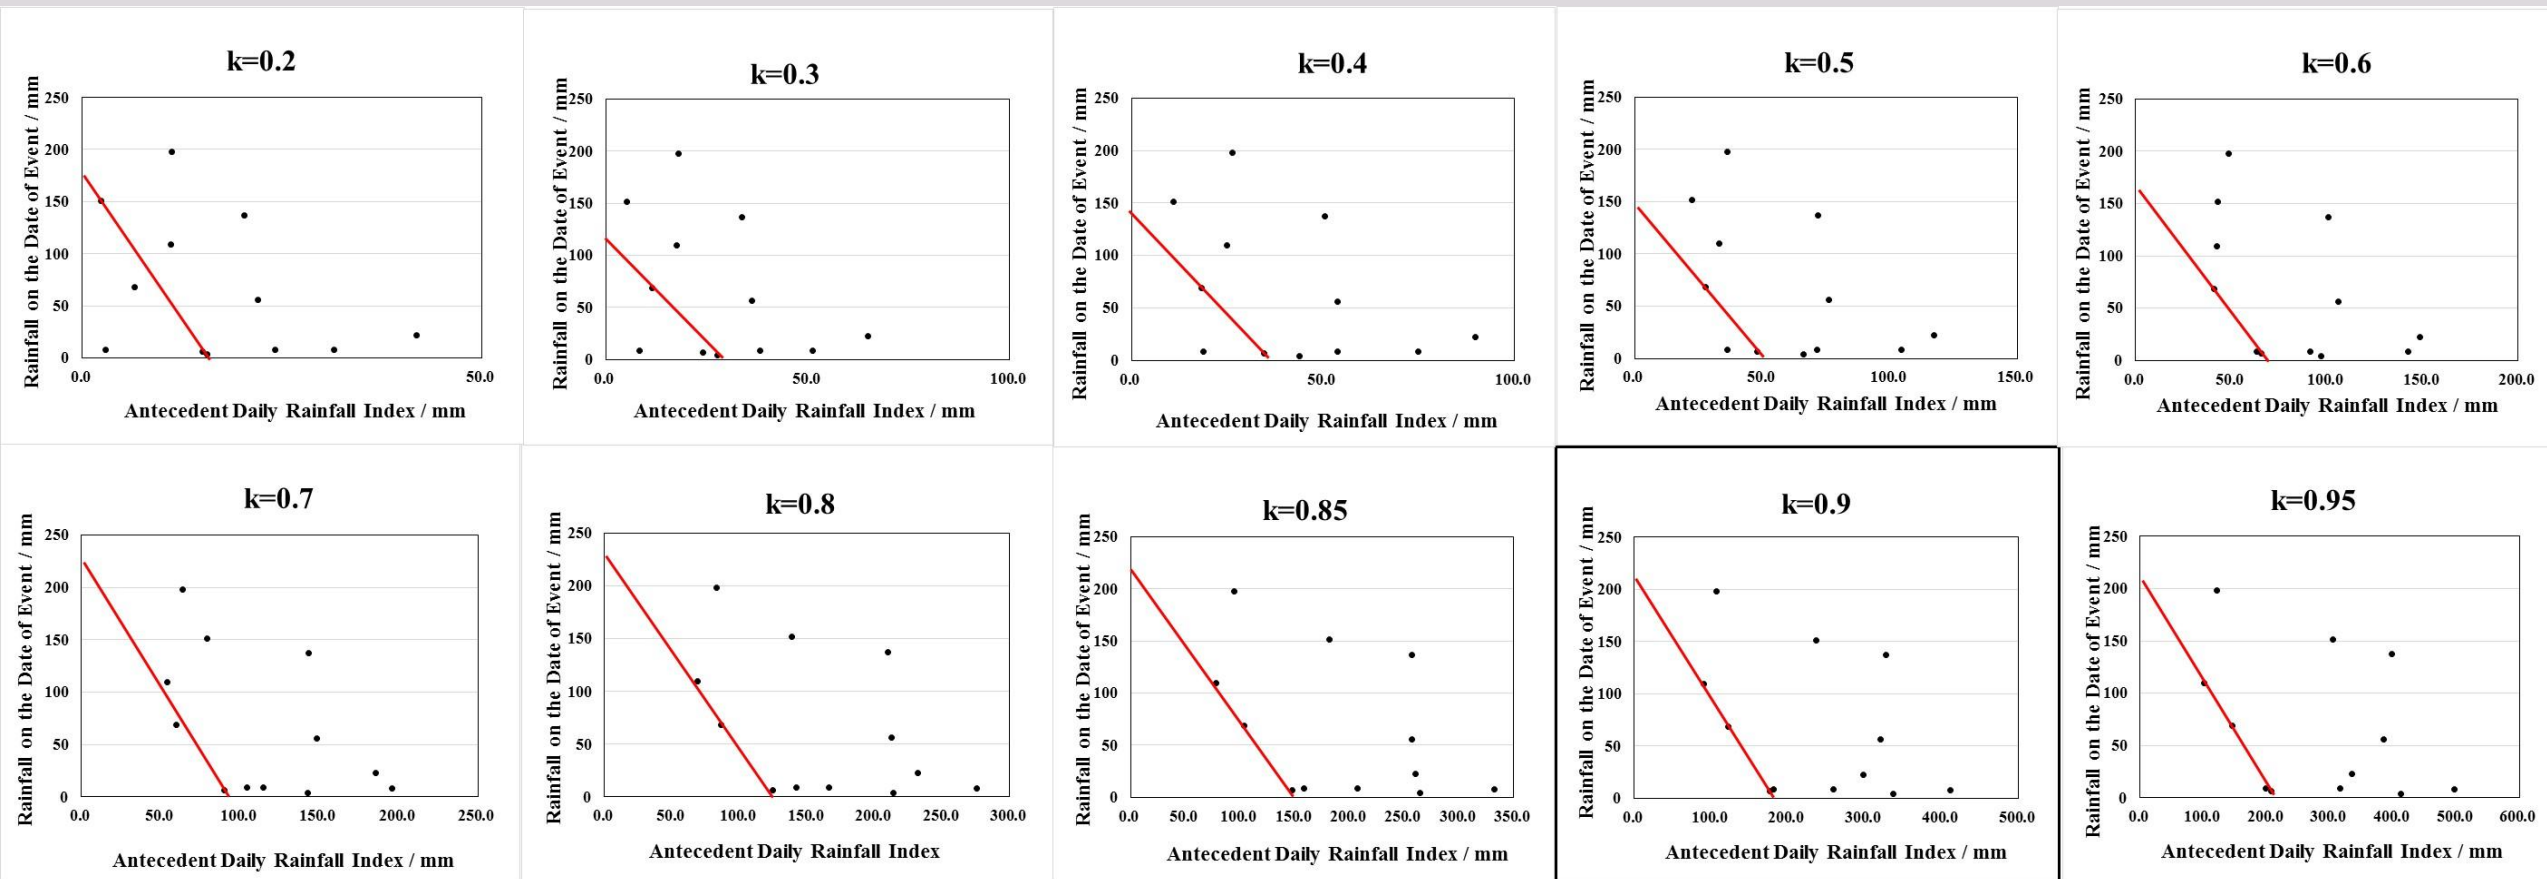 k=0.2
Rainfall on the Date of Event / mm
250
200
150
100
50
0
0.0 50.0
Antecedent Daily Rainfall Index / mm
k=0.3
Rainfall on the Date of Event / mm
250
200
150
100
50
0
0.0 50.0 100.0
Antecedent Daily Rainfall Index / mm
k=0.4
Rainfall on the Date of Event / mm
250
200
150
100
50
0
0.0 50.0 100.0
Antecedent Daily Rainfall Index / mm
k=0.5
Rainfall on the Date of Event / mm
250
200
150
100
50
0
0.0 50.0 100.0 150.0
Antecedent Daily Rainfall Index / mm
k=0.6
Rainfall on the Date of Event / mm
250
200
150
100
50
0
0.0 50.0 100.0 150.0 200.0
Antecedent Daily Rainfall Index / mm
k=0.7
Rainfall on the Date of Event / mm
250
200
150
100
50
0
0.0 50.0 100.0 150.0 200.0 250.0
Antecedent Daily Rainfall Index / mm
k=0.8
Rainfall on the Date of Event / mm
250
200
150
100
50
0
0.0 50.0 100.0 150.0 200.0 250.0 300.0
Antecedent Daily Rainfall Index
k=0.85
Rainfall on the Date of Event / mm
250
200
150
100
50
0
0.0 50.0 100.0 150.0 200.0 250.0 300.0 350.0
Antecedent Daily Rainfall Index / mm
k=0.9
Rainfall on the Date of Event / mm
250
200
150
100
50
0
0.0 100.0 200.0 300.0 400.0 500.0
Antecedent Daily Rainfall Index / mm
k=0.95
Rainfall on the Date of Event / mm
250
200
150
100
50
0
0.0 100.0 200.0 300.0 400.0 500.0 600.0
Antecedent Daily Rainfall Index / mm